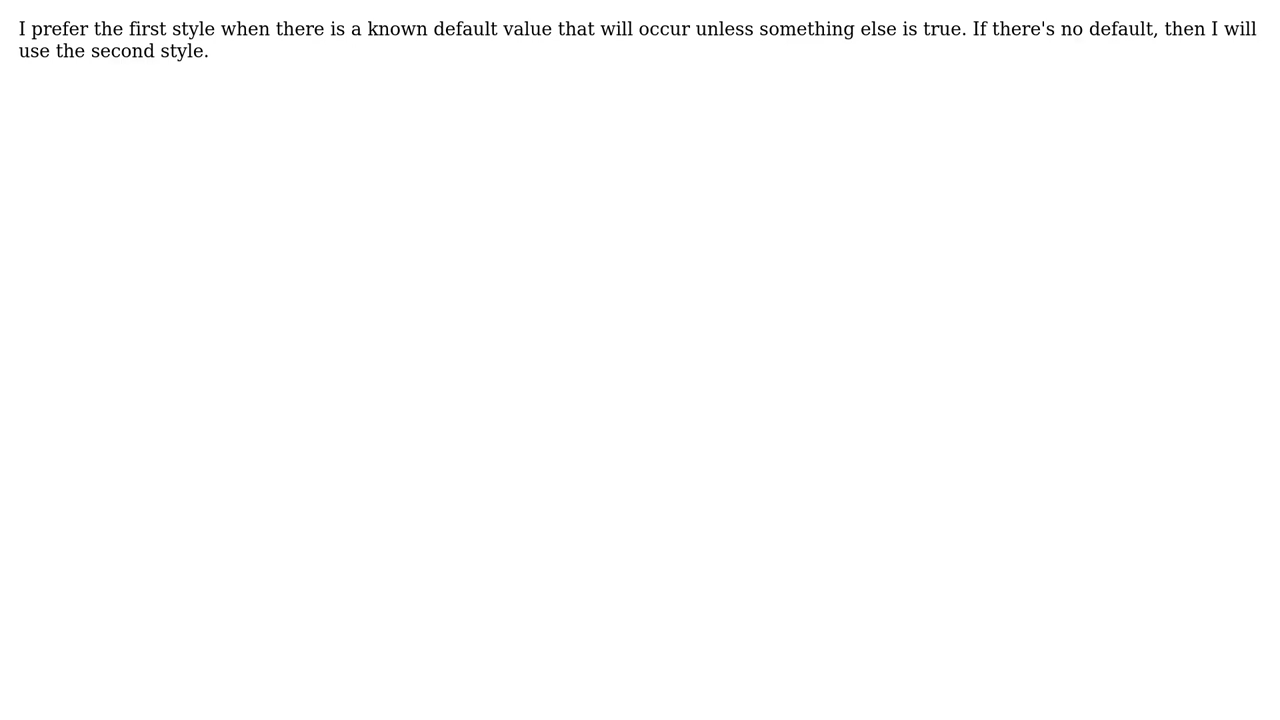 I prefer the first style when there is a known default value that will occur unless something else is true. If there's no default, then I will
use the second style.